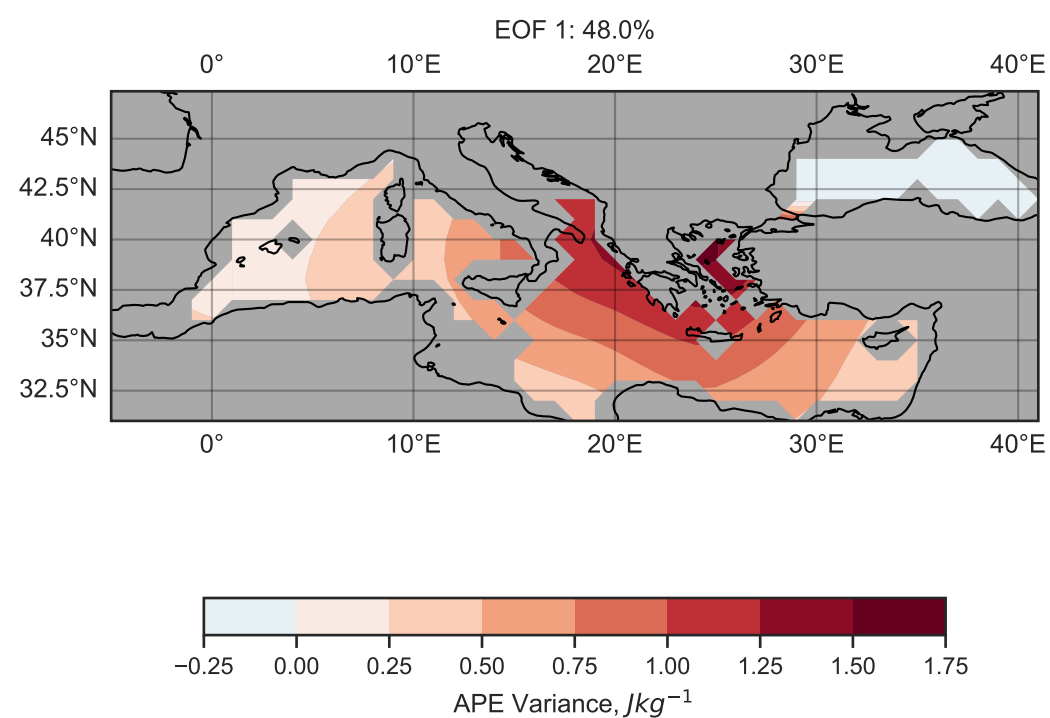 EOF 1: 48.0%
0° 10°E 20°E 30°E 40°E
45°N
42.5°N
40°N
37.5°N
35°N
32.5°N
0° 10°E 20°E 30°E 40°E
−0.25 0.00 0.25 0.50 0.75 1.00 1.25 1.50 1.75
APE Variance, Jkg⁻¹